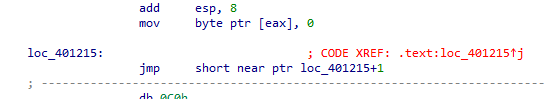 add esp, 8
mov byte ptr [eax], 0
loc_401215: ; CODE XREF: .text:loc_401215↑j
jmp short near ptr loc_401215+1
; ---------------------------------------------------------------------------
db 0C0h